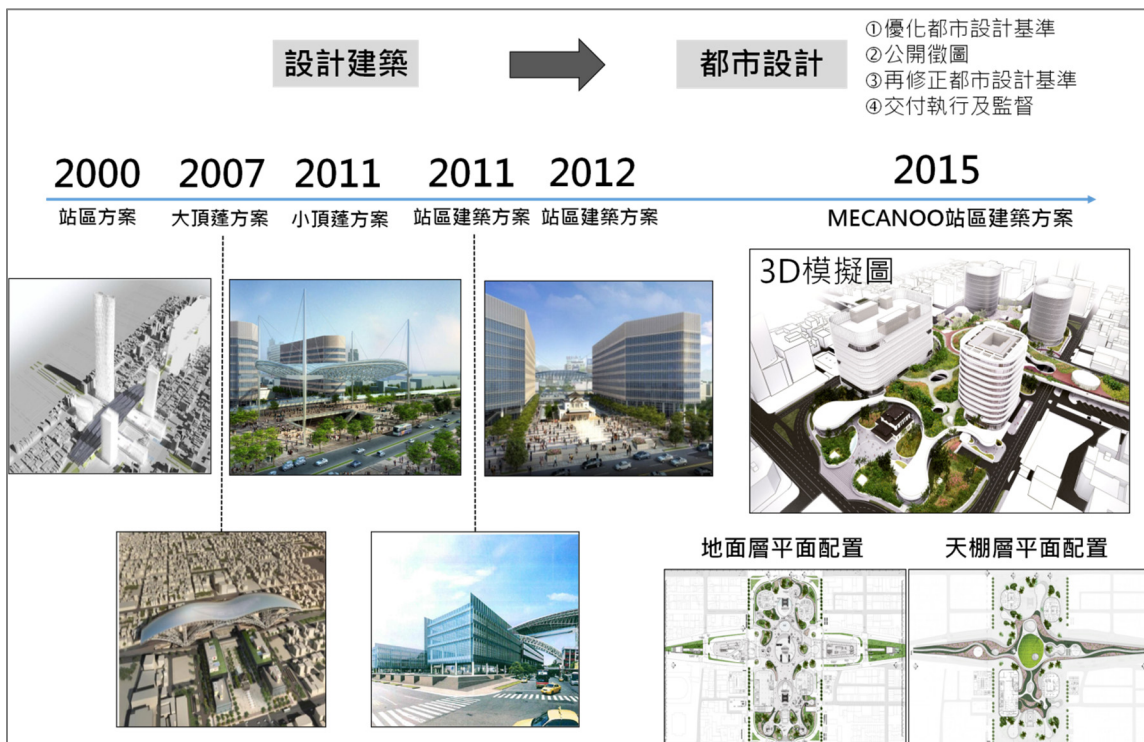 設計建築
都市設計
①優化都市設計基準
②公開徵圖
③再修正都市設計基準
④交付執行及監督
2000
2007
2011
2011
2012
2015
站區方案
大頂蓬方案
小頂蓬方案
站區建築方案
站區建築方案
MECANOO站區建築方案
3D模擬圖
地面層平面配置
天棚層平面配置